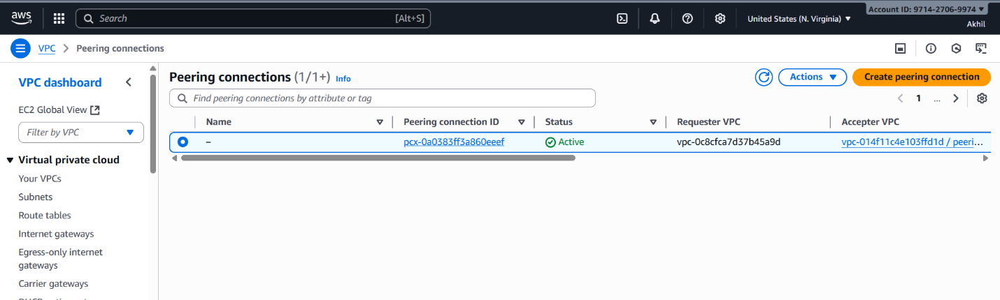 aws Search [Alt+S] United States (N. Virginia) Account ID: 9714-2706-9974
Akhil
VPC Peering connections
VPC dashboard
EC2 Global View
Filter by VPC
Virtual private cloud
Your VPCs
Subnets
Route tables
Internet gateways
Egress-only internet
gateways
Carrier gateways
Peering connections (1/1+) Info Actions Create peering connection
Find peering connections by attribute or tag 1 ...
Name Peering connection ID Status Requester VPC Accepter VPC
– pcx-0a0383ff3a860eeef Active vpc-0c8cfca7d37b45a9d vpc-014f11c4e103ffd1d / peeri...